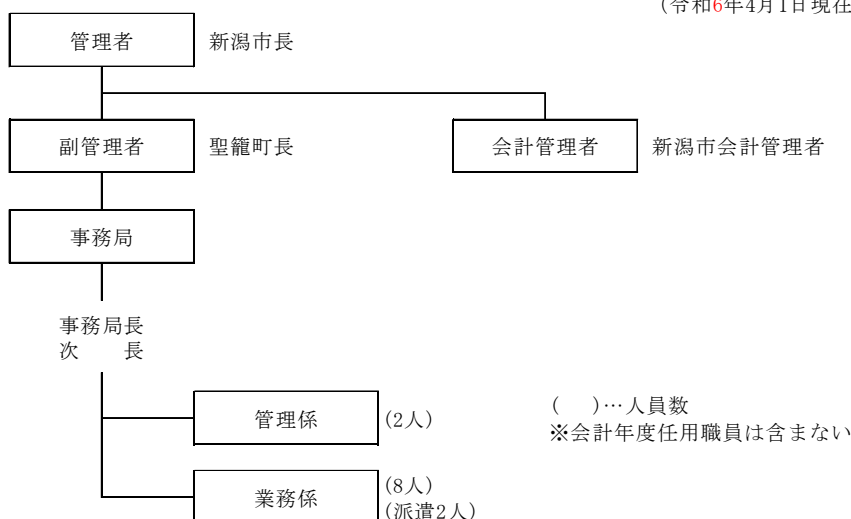 (令和6年4月1日現在
管理者 新潟市長
副管理者 聖籠町長 会計管理者 新潟市会計管理者
事務局
事務局長
次　　長
管理係 (2人)
(　)…人員数
※会計年度任用職員は含まない
業務係 (8人)
(派遣2人)